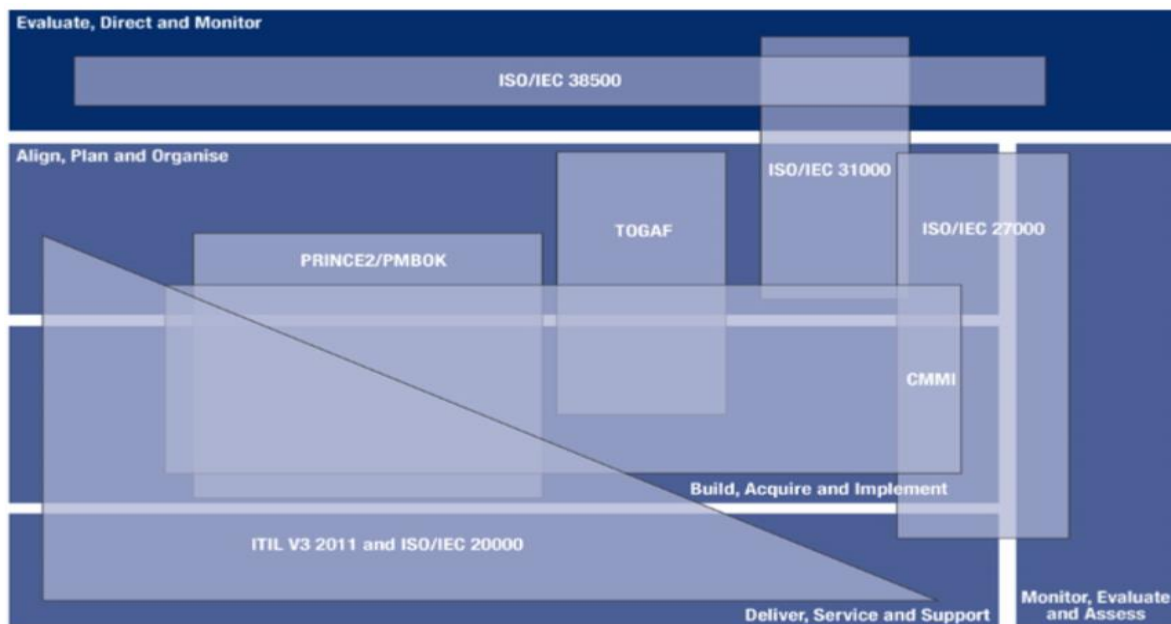 Evaluate, Direct and Monitor
ISO/IEC 38500
Align, Plan and Organise
ISO/IEC 31000
TOGAF
ISO/IEC 27000
PRINCE2/PMBOK
CMMI
Build, Acquire and Implement
ITIL V3 2011 and ISO/IEC 20000
Deliver, Service and Support
Monitor, Evaluate
and Assess